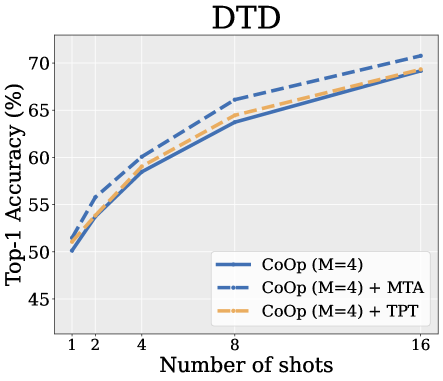 DTD
Top-1 Accuracy (%)
70
65
60
55
50
45
CoOp (M=4)
CoOp (M=4) + MTA
CoOp (M=4) + TPT
1 2 4 8 16
Number of shots